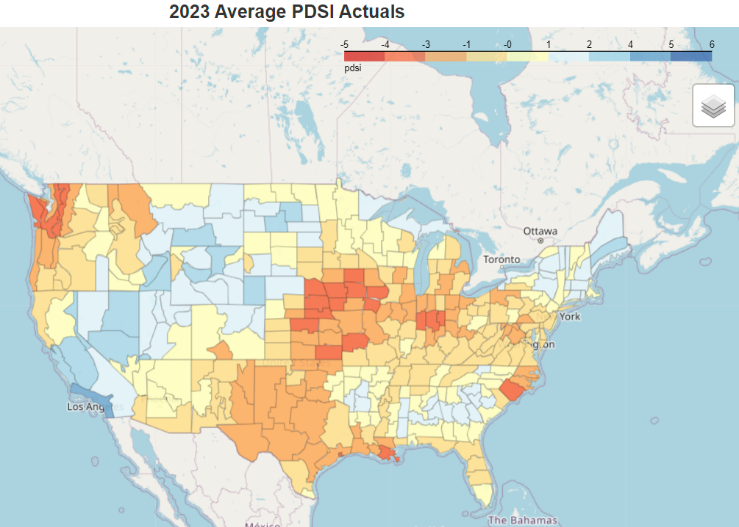 2023 Average PDSI Actuals
-5 -4 -3 -1 -0 1 2 4 5 6
pdsi
Ottawa
Toronto
York
Los Ang
México
The Bahamas